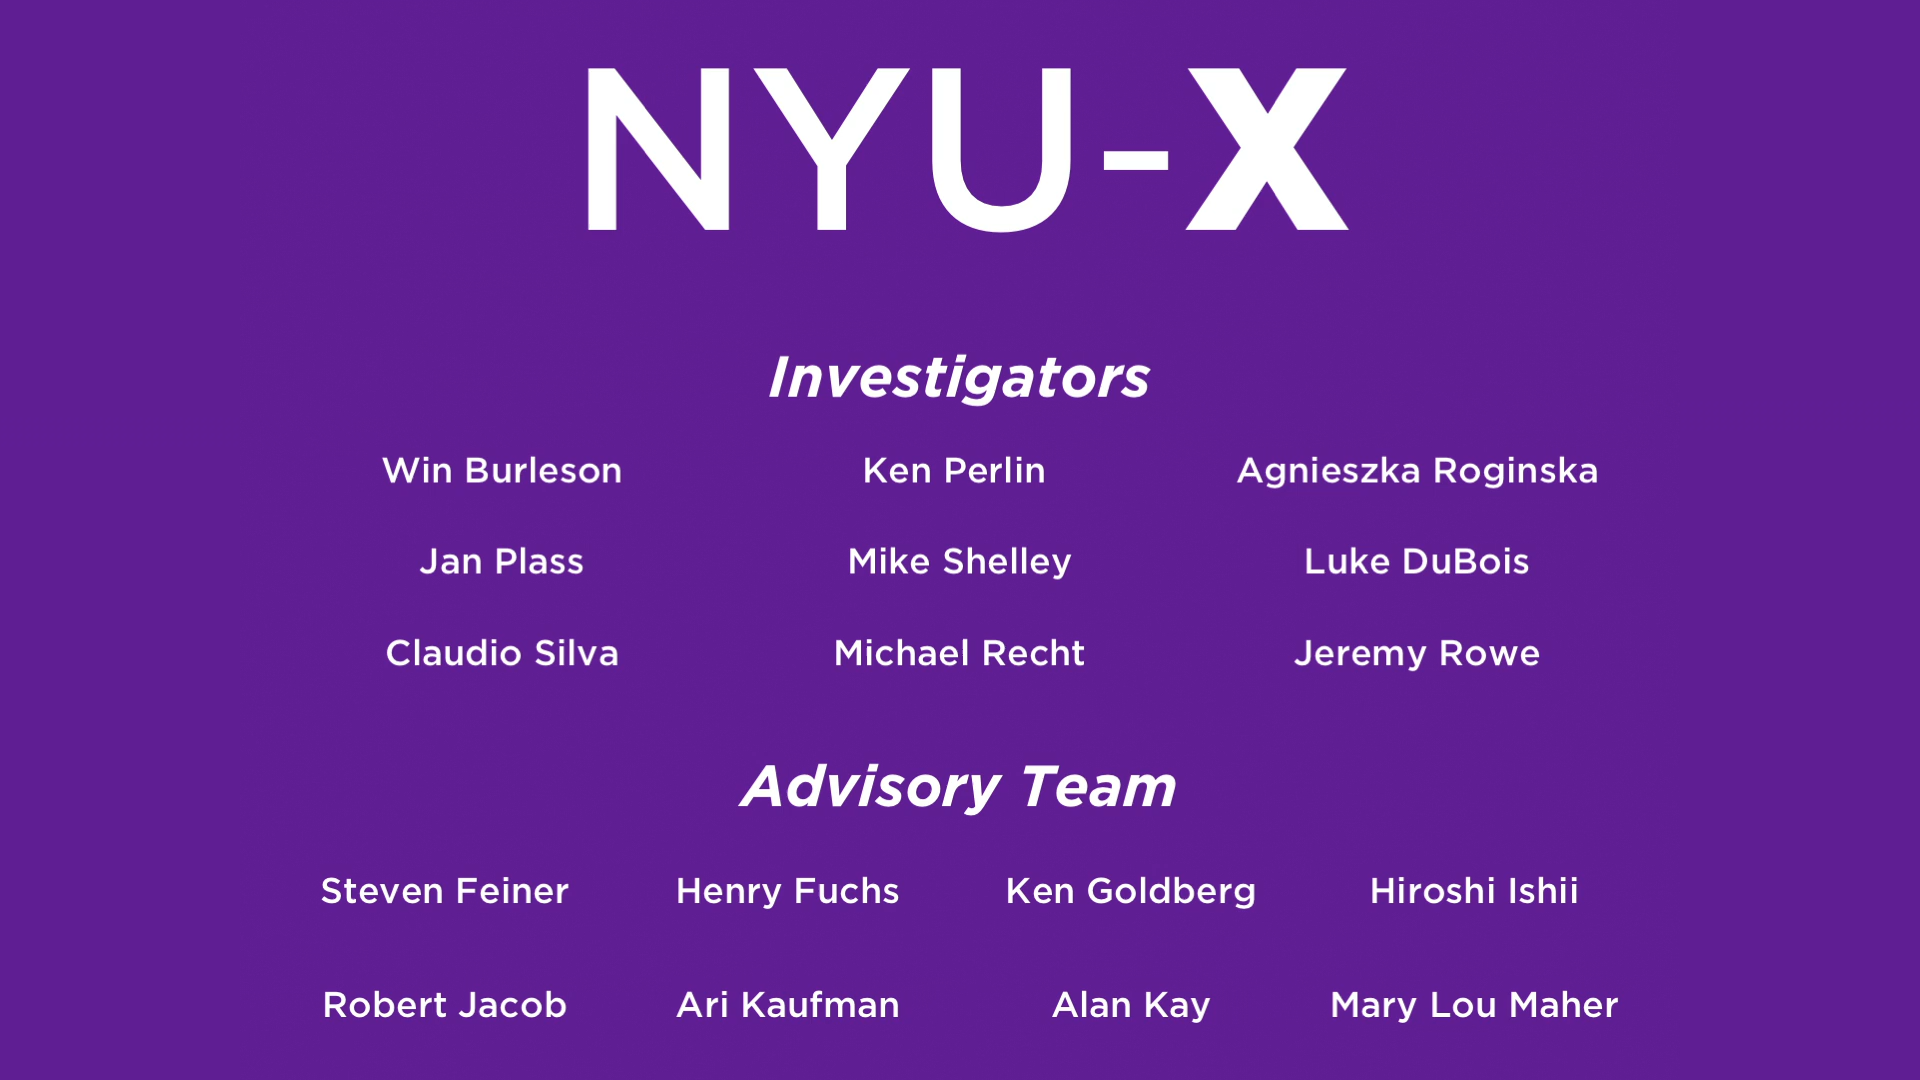 NYU-X
Investigators
Win Burleson Ken Perlin Agnieszka Roginska
Jan Plass Mike Shelley Luke DuBois
Claudio Silva Michael Recht Jeremy Rowe
Advisory Team
Steven Feiner Henry Fuchs Ken Goldberg Hiroshi Ishii
Robert Jacob Ari Kaufman Alan Kay Mary Lou Maher